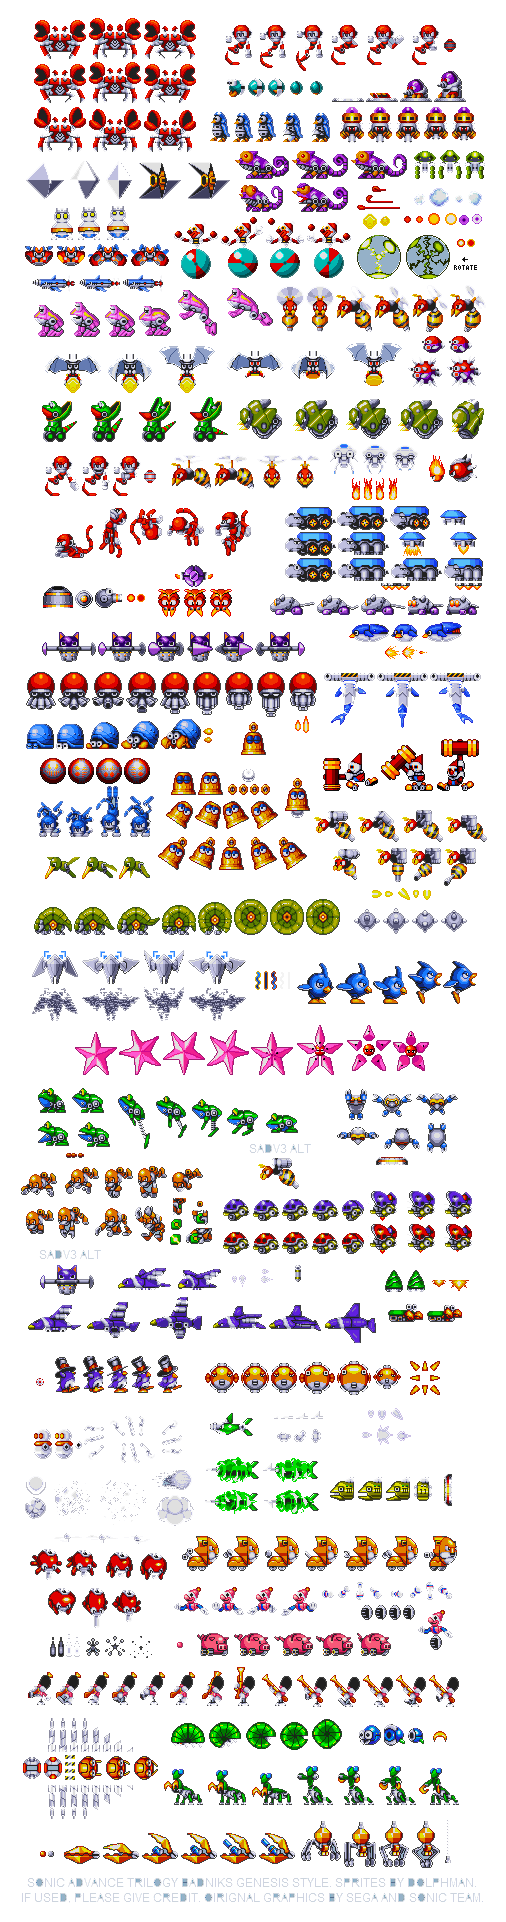 ROTATE
SADV3 ALT
SADV3 ALT
SONIC ADVANCE TRILOGY BADNIKS GENESIS STYLE. SPRITES BY DOLPHMAN.
IF USED, PLEASE GIVE CREDIT. OIRIGNAL GRAPHICS BY SEGA AND SONIC TEAM.